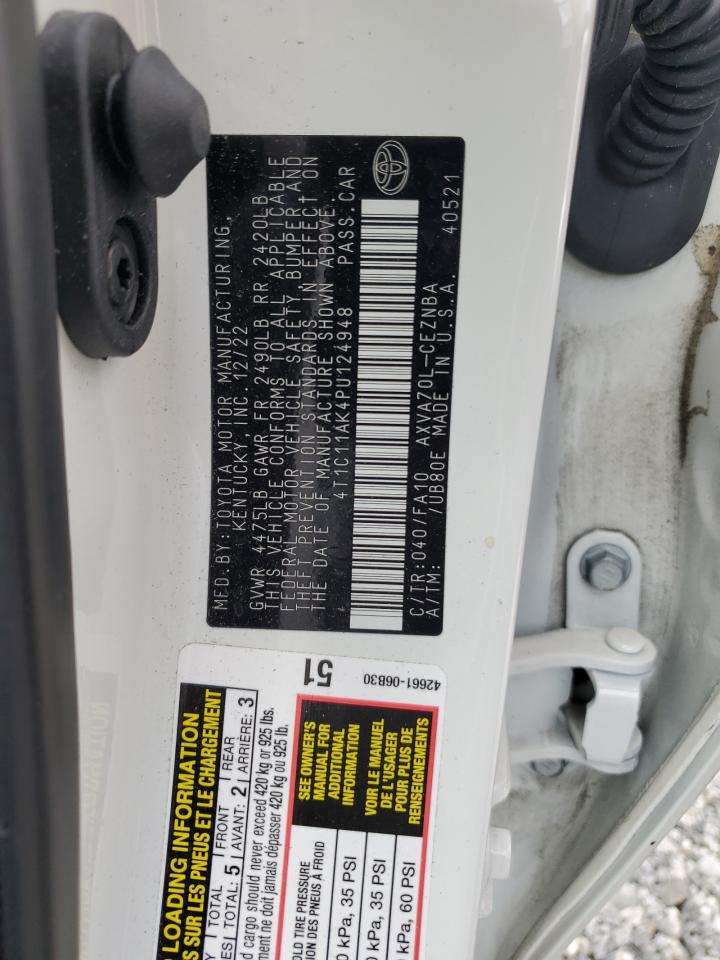 MFD.BY:TOYOTA MOTOR MANUFACTURING,
KENTUCKY, INC. 12/22
GVWR 4475LB GAWR FR 2490LB RR 2420LB
THIS VEHICLE CONFORMS TO ALL APPLICABLE
FEDERAL MOTOR VEHICLE SAFETY, BUMPER AND
THEFT PREVENTION STANDARDS IN EFFECT ON
THE DATE OF MANUFACTURE SHOWN ABOVE.
4T1C11AK4PU124948 PASS.CAR
C/TR:040/FA10 AXVA70L-CEZNBA
A/TM: /UB80E MADE IN U.S.A. 40521
LOADING INFORMATION
SUR LES PNEUS ET LE CHARGEMENT
TOTAL FRONT REAR
TOTAL: 5 AVANT: 2 ARRIÈRE: 3
cargo should never exceed 420 kg or 925 lbs.
ne doit jamais dépasser 420 kg ou 925 lb.
TIRE PRESSURE
DES PNEUS À FROID
kPa, 35 PSI
kPa, 35 PSI
kPa, 60 PSI
SEE OWNER'S
MANUAL FOR
ADDITIONAL
INFORMATION
VOIR LE MANUEL
DE L'USAGER
POUR PLUS DE
RENSEIGNEMENTS
51
42661-06B30